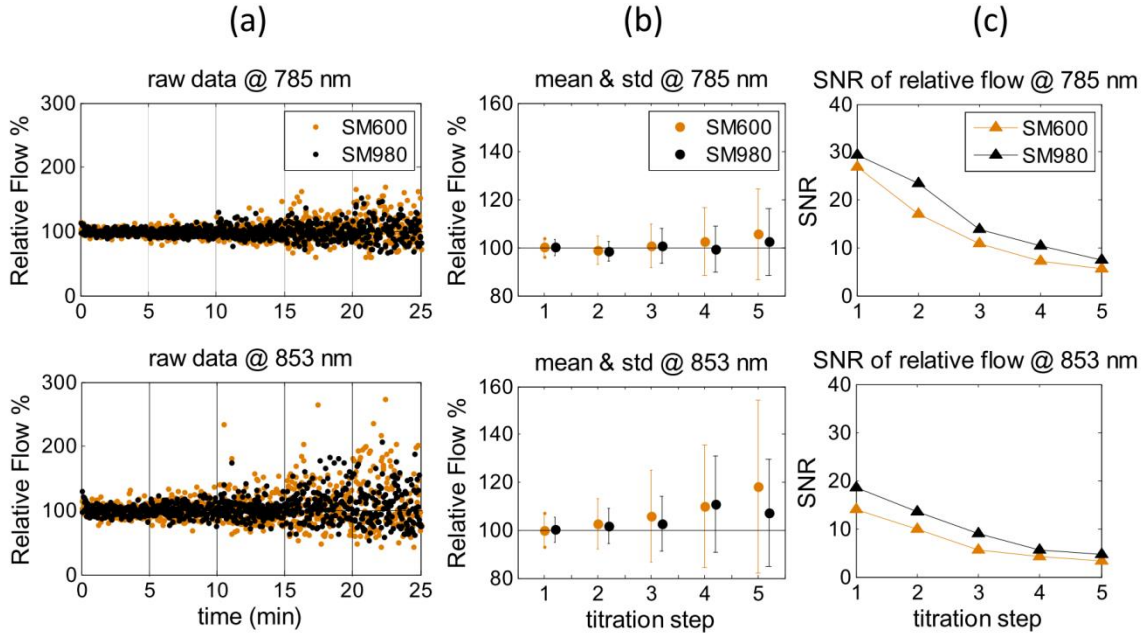 (a)
(b)
(c)
raw data @ 785 nm
mean & std @ 785 nm
SNR of relative flow @ 785 nm
Relative Flow %
300
200
100
0
0 5 10 15 20 25
SM600
SM980
Relative Flow %
160
140
120
100
80
1 2 3 4 5
SM600
SM980
SNR
40
30
20
10
0
1 2 3 4 5
SM600
SM980
raw data @ 853 nm
mean & std @ 853 nm
SNR of relative flow @ 853 nm
Relative Flow %
300
200
100
0
0 5 10 15 20 25
time (min)
Relative Flow %
160
140
120
100
80
1 2 3 4 5
titration step
SNR
40
30
20
10
0
1 2 3 4 5
titration step